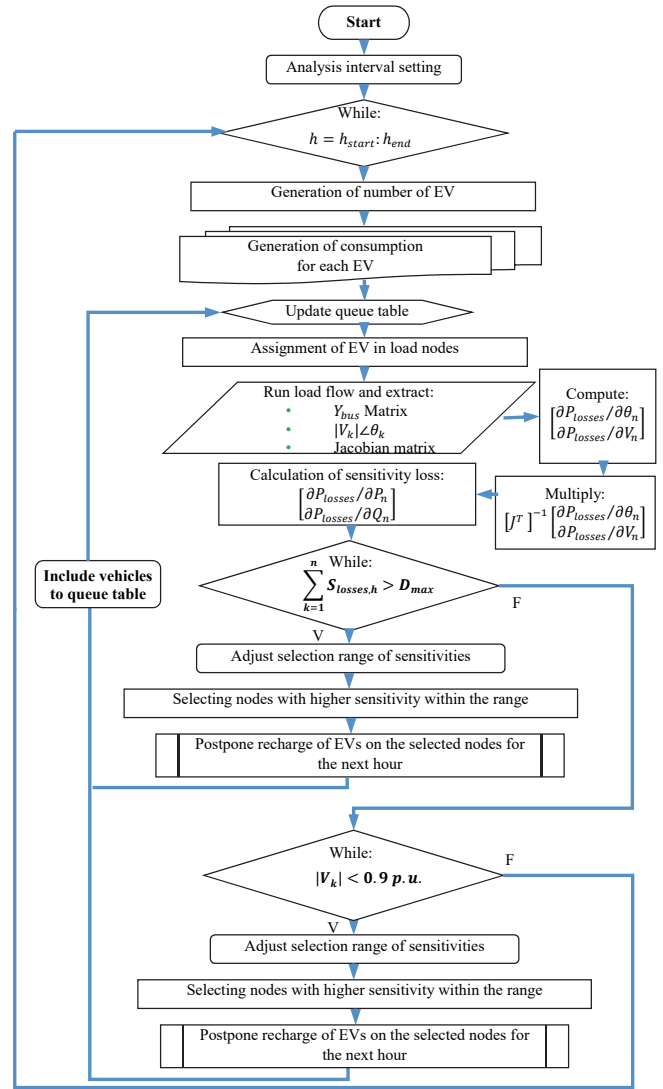 Start
Analysis interval setting
While:
h = h_start: h_end
Generation of number of EV
Generation of consumption
for each EV
Update queue table
Assignment of EV in load nodes
Run load flow and extract:
• Y_bus Matrix
• |V_k|∠θ_k
• Jacobian matrix
Compute:
[∂P_losses/∂θ_n]
[∂P_losses/∂V_n]
Multiply:
[J^T]^-1 [∂P_losses/∂θ_n]
[∂P_losses/∂V_n]
Calculation of sensitivity loss:
[∂P_losses/∂P_n]
[∂P_losses/∂Q_n]
Include vehicles
to queue table
While:
∑_{k=1}^{n} S_losses,h > D_max
F
V
Adjust selection range of sensitivities
Selecting nodes with higher sensitivity within the range
Postpone recharge of EVs on the selected nodes for
the next hour
While:
|V_k| < 0.9 p.u.
F
V
Adjust selection range of sensitivities
Selecting nodes with higher sensitivity within the range
Postpone recharge of EVs on the selected nodes for
the next hour